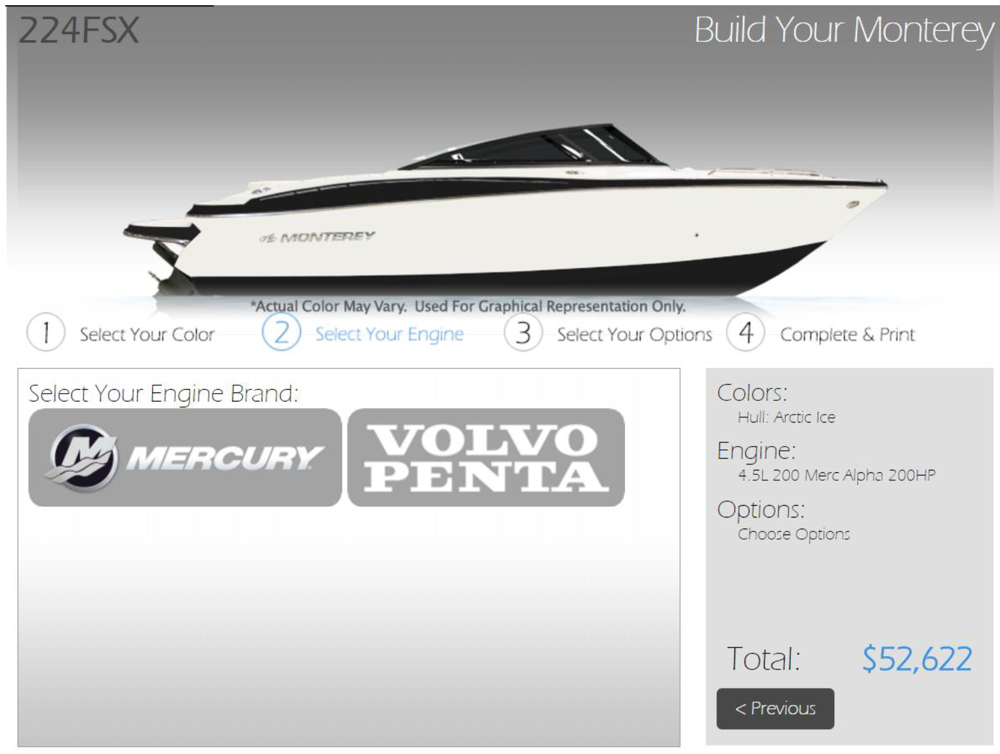 224FSX
Build Your Monterey
MONTEREY
*Actual Color May Vary. Used For Graphical Representation Only.
1 Select Your Color
2 Select Your Engine
3 Select Your Options
4 Complete & Print
Select Your Engine Brand:
MERCURY
VOLVO
PENTA
Colors:
Hull: Arctic Ice
Engine:
4.5L 200 Merc Alpha 200HP
Options:
Choose Options
Total: $52,622
< Previous